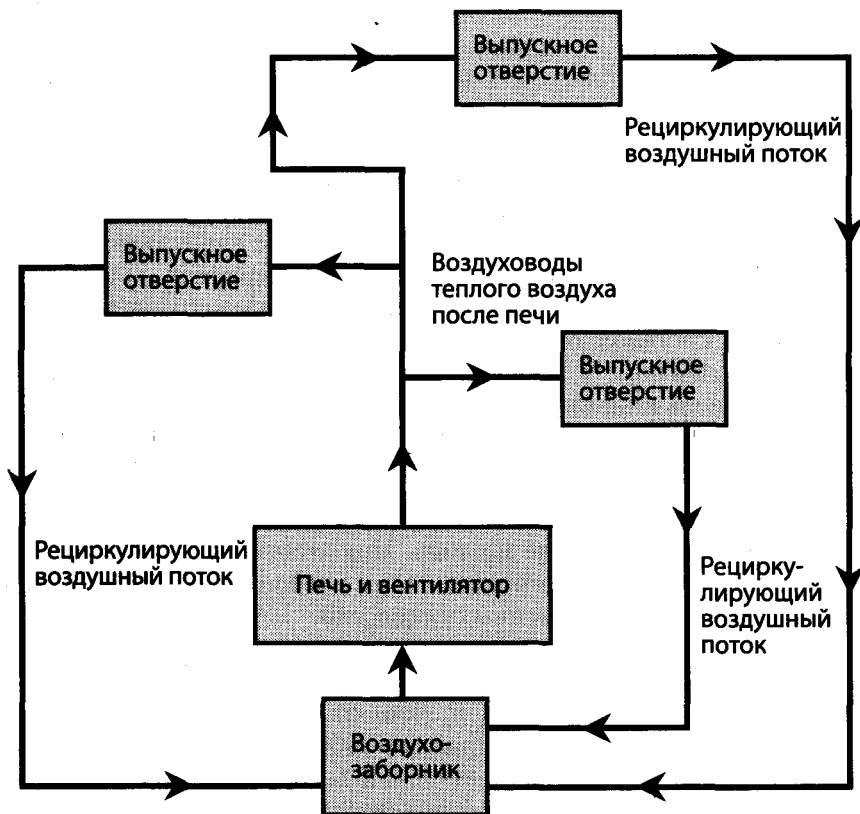 Выпускное
отверстие
Рециркулирующий
воздушный поток
Выпускное
отверстие
Воздуховоды
теплого воздуха
после печи
Выпускное
отверстие
Рециркулирующий
воздушный поток
Печь и вентилятор
Рецирку-
лирующий
воздушный
поток
Воздухо-
заборник